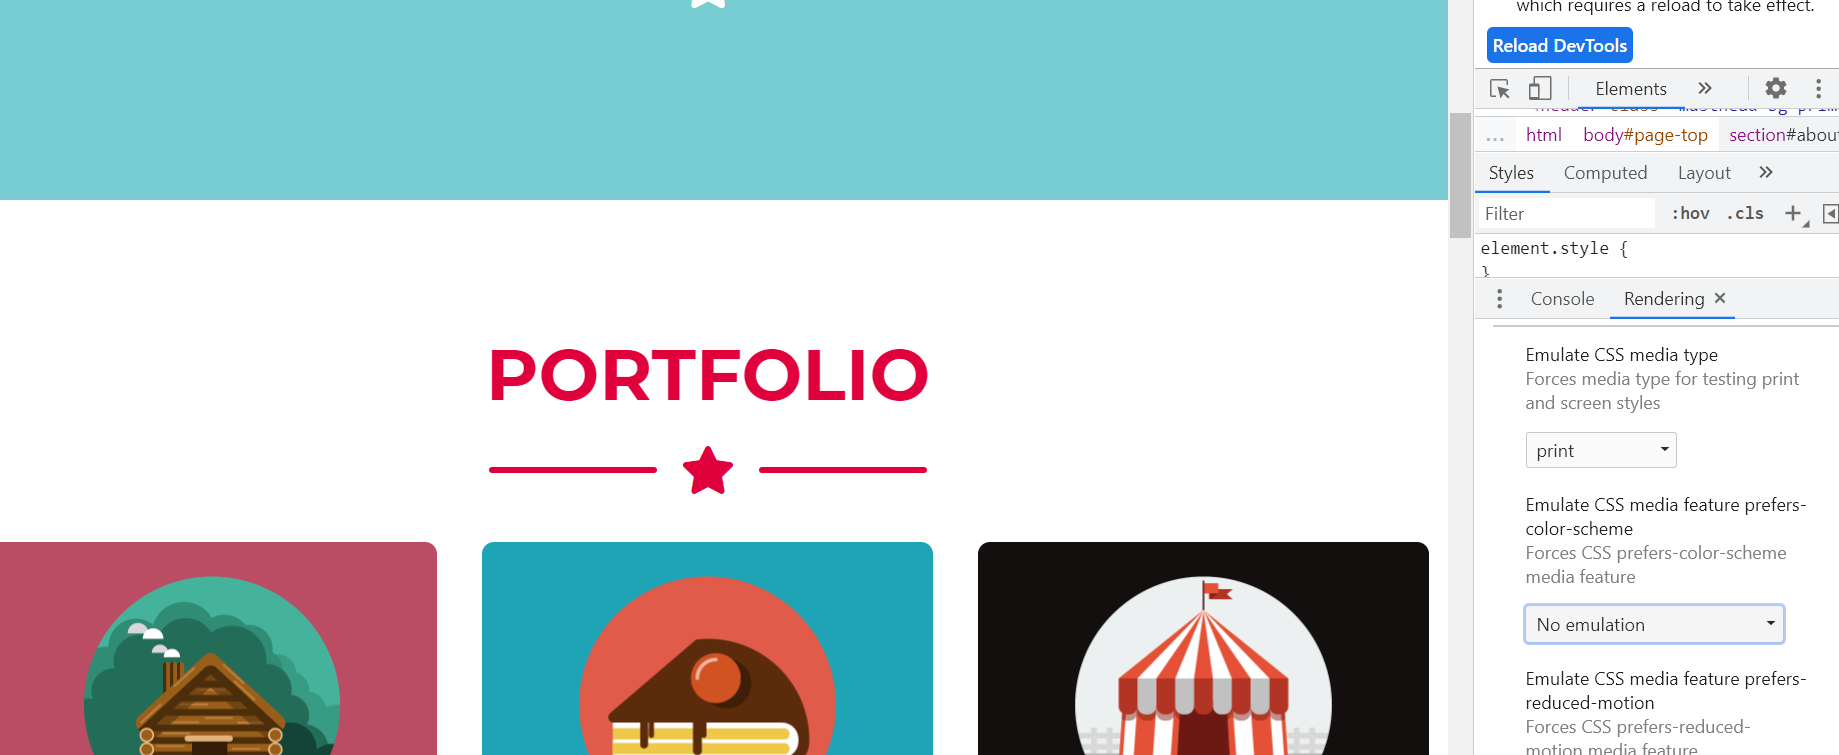 which requires a reload to take effect.
Reload DevTools
Elements
... html body#page-top section#abou
Styles Computed Layout
Filter :hov .cls
element.style {
}
Console Rendering
PORTFOLIO
Emulate CSS media type
Forces media type for testing print
and screen styles
print
Emulate CSS media feature prefers-
color-scheme
Forces CSS prefers-color-scheme
media feature
No emulation
Emulate CSS media feature prefers-
reduced-motion
Forces CSS prefers-reduced-
motion media feature